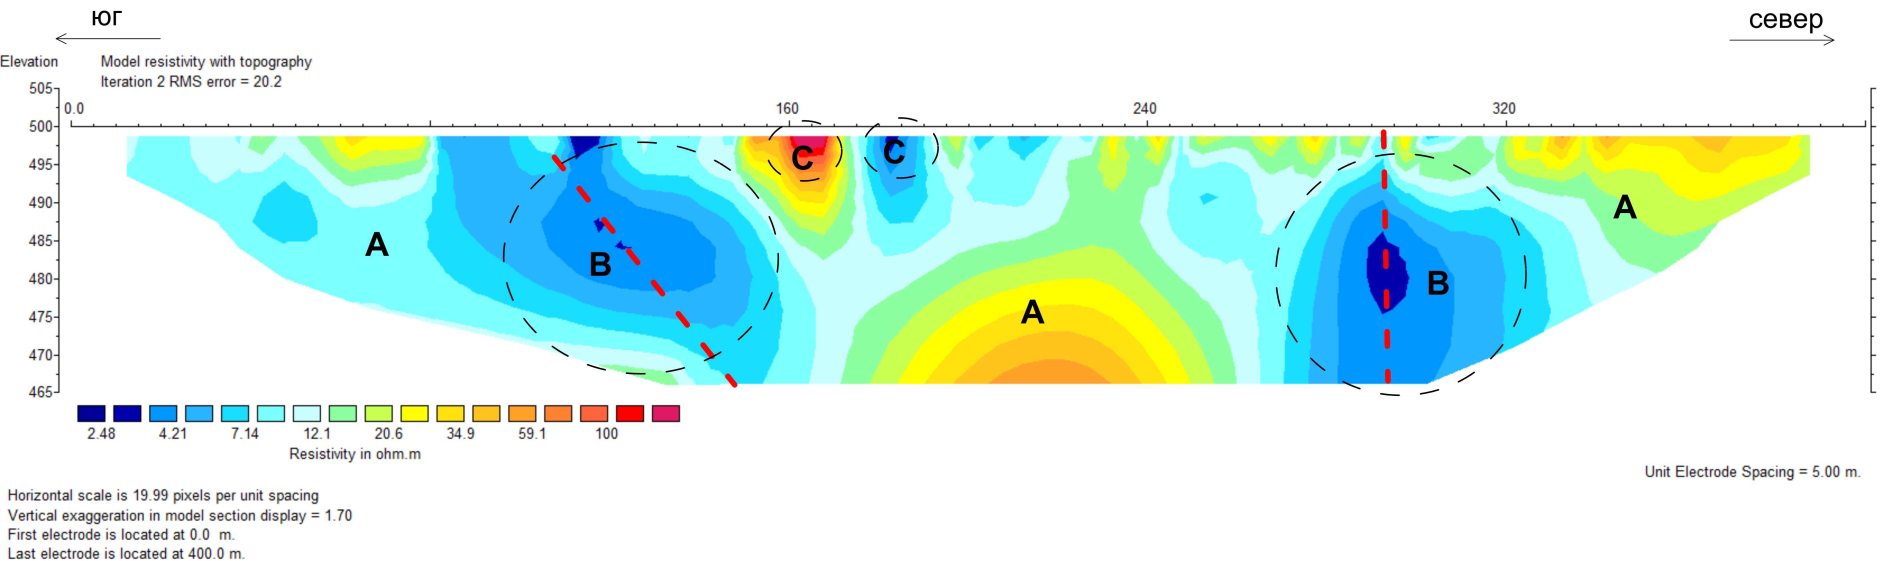 юг
север
Elevation
Model resistivity with topography
Iteration 2 RMS error = 20.2
505
0.0
160
240
320
500
495
490
485
480
475
470
465
C
C
A
B
A
A
B
2.48
4.21
7.14
12.1
20.6
34.9
59.1
100
Resistivity in ohm.m
Unit Electrode Spacing = 5.00 m.
Horizontal scale is 19.99 pixels per unit spacing
Vertical exaggeration in model section display = 1.70
First electrode is located at 0.0 m.
Last electrode is located at 400.0 m.